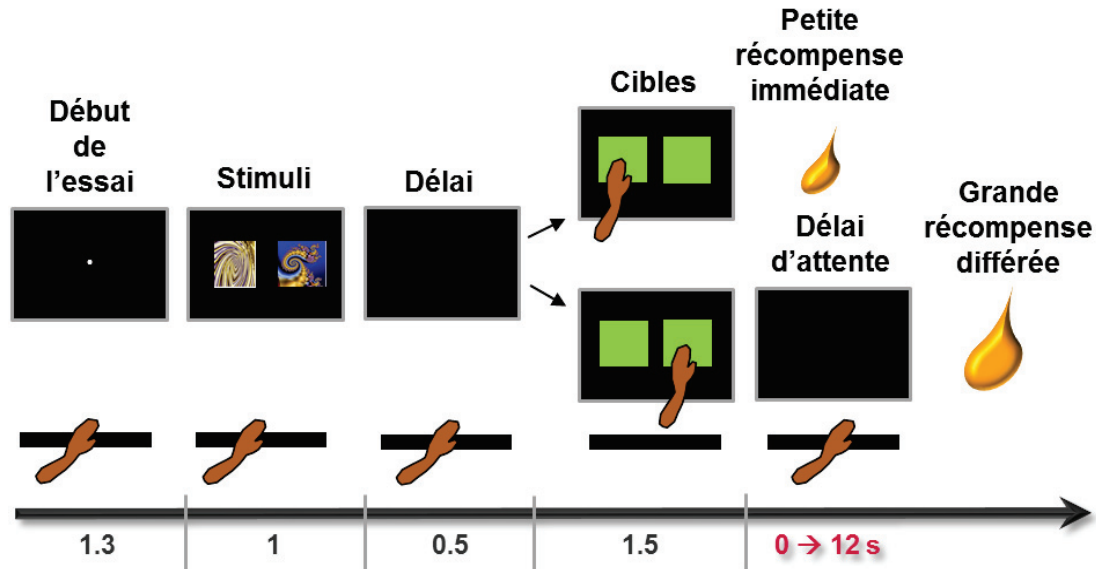 Début
de
l'essai
Stimuli
Délai
Cibles
Petite
récompense
immédiate
Délai
d'attente
Grande
récompense
différée
1.3
1
0.5
1.5
0 → 12 s